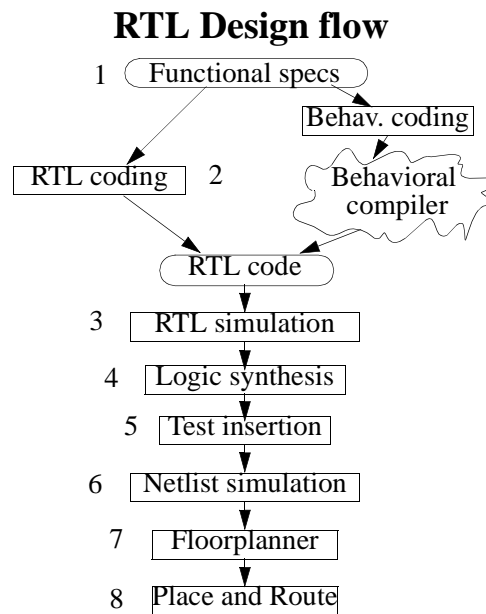 RTL Design flow
1 Functional specs
Behav. coding
RTL coding 2
Behavioral
compiler
RTL code
3 RTL simulation
4 Logic synthesis
5 Test insertion
6 Netlist simulation
7 Floorplanner
8 Place and Route